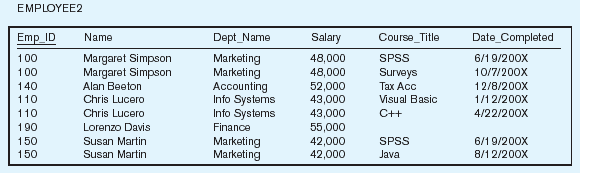 EMPLOYEE2
Emp_ID Name Dept_Name Salary Course_Title Date_Completed
100 Margaret Simpson Marketing 48,000 SPSS 6/19/200X
100 Margaret Simpson Marketing 48,000 Surveys 10/7/200X
140 Alan Beeton Accounting 52,000 Tax Acc 12/8/200X
110 Chris Lucero Info Systems 43,000 Visual Basic 1/12/200X
110 Chris Lucero Info Systems 43,000 C++ 4/22/200X
190 Lorenzo Davis Finance 55,000
150 Susan Martin Marketing 42,000 SPSS 6/19/200X
150 Susan Martin Marketing 42,000 Java 8/12/200X